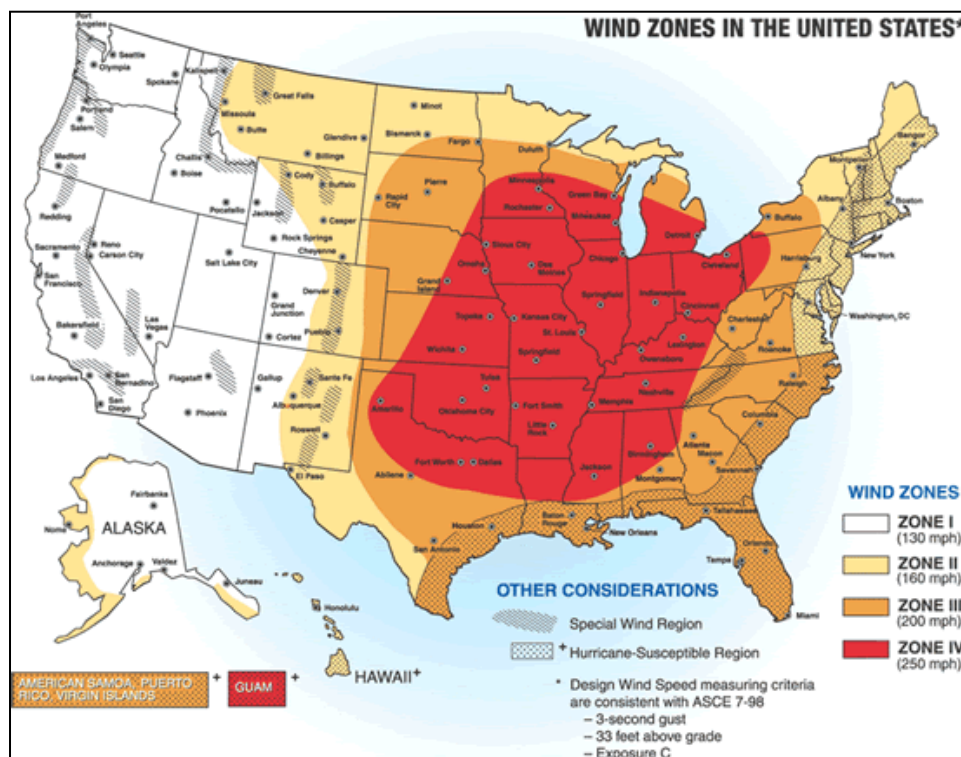 WIND ZONES IN THE UNITED STATES*
Port
Angeles
Seattle
Olympia
Spokane
Kalispell
Great Falls
Missoula
Butte
Glendive
Billings
Minot
Bismarck
Fargo
Duluth
Portland
Salem
Medford
Challis
Boise
Pocatello
Cody
Buffalo
Jackson
Casper
Rock Springs
Cheyenne
Rapid
City
Pierre
Minneapolis
Rochester
Green Bay
Milwaukee
Redding
Sacramento
Reno
Carson City
San
Francisco
Salt Lake City
Grand
Junction
Denver
Pueblo
Cortez
Sioux City
Omaha
Grand
Island
Des
Moines
Chicago
Detroit
Cleveland
Buffalo
Albany
Montpelier
Bangor
Boston
New York
Harrisburg
Washington, DC
Bakersfield
Las
Vegas
Los Angeles
San
Bernadino
San
Diego
Flagstaff
Phoenix
Gallup
Santa Fe
Albuquerque
Roswell
El Paso
Topeka
Wichita
Kansas City
St. Louis
Springfield
Springfield
Indianapolis
Cincinnati
Lexington
Owensboro
Charleston
Roanoke
Raleigh
Amarillo
Tulsa
Oklahoma City
Fort Smith
Little
Rock
Memphis
Nashville
Birmingham
Atlanta
Macon
Columbia
Savannah
Fort Worth
Dallas
Abilene
Jackson
Montgomery
Tallahassee
Houston
San Antonio
Baton
Rouge
New Orleans
Orlando
Tampa
Miami
Fairbanks
Nome
ALASKA
Anchorage
Valdez
Juneau
Honolulu
HAWAII+
AMERICAN SAMOA, PUERTO
RICO, VIRGIN ISLANDS
+
GUAM
+
OTHER CONSIDERATIONS
Special Wind Region
+ Hurricane-Susceptible Region
* Design Wind Speed measuring criteria
are consistent with ASCE 7-98
– 3-second gust
– 33 feet above grade
– Exposure C
WIND ZONES
ZONE I
(130 mph)
ZONE II
(160 mph)
ZONE III
(200 mph)
ZONE IV
(250 mph)